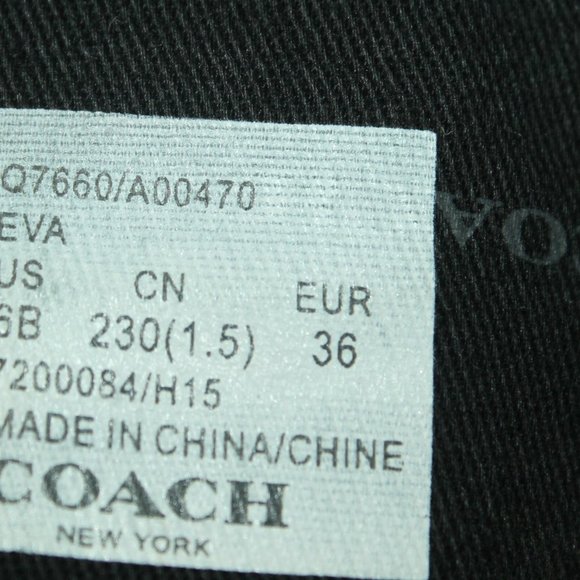 Q7660/A00470
EVA
US CN EUR
6B 230(1.5) 36
7200084/H15
MADE IN CHINA/CHINE
COACH
NEW YORK
OA